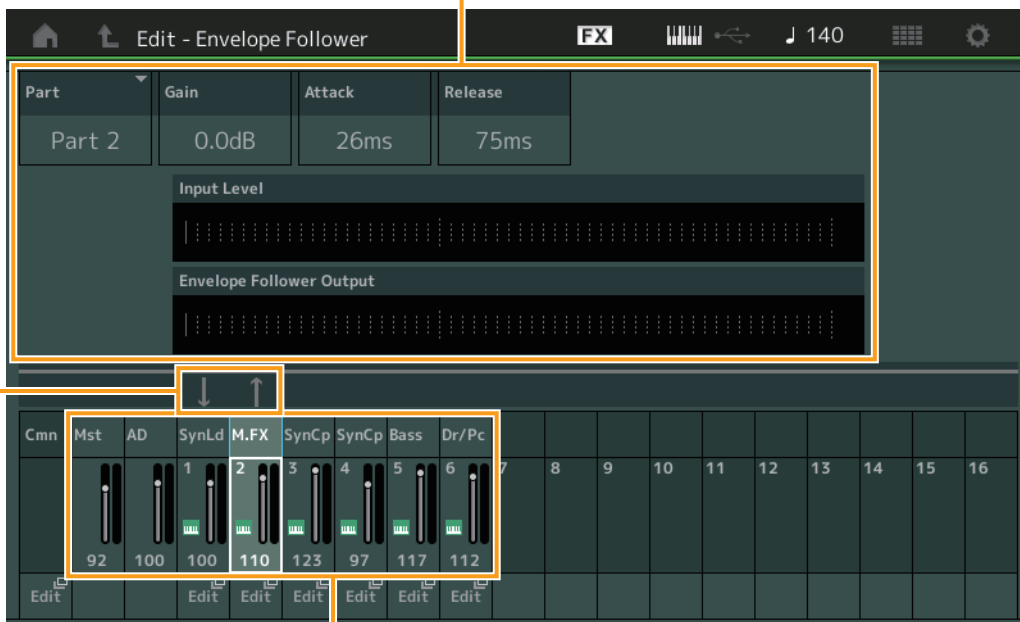 Edit - Envelope Follower FX ♩ 140
Part Gain Attack Release
Part 2 0.0dB 26ms 75ms
Input Level
Envelope Follower Output
↓ ↑
Cmn Mst AD SynLd M.FX SynCp SynCp Bass Dr/Pc
1 2 3 4 5 6 7 8 9 10 11 12 13 14 15 16
92 100 100 110 123 97 117 112
Edit Edit Edit Edit Edit Edit Edit